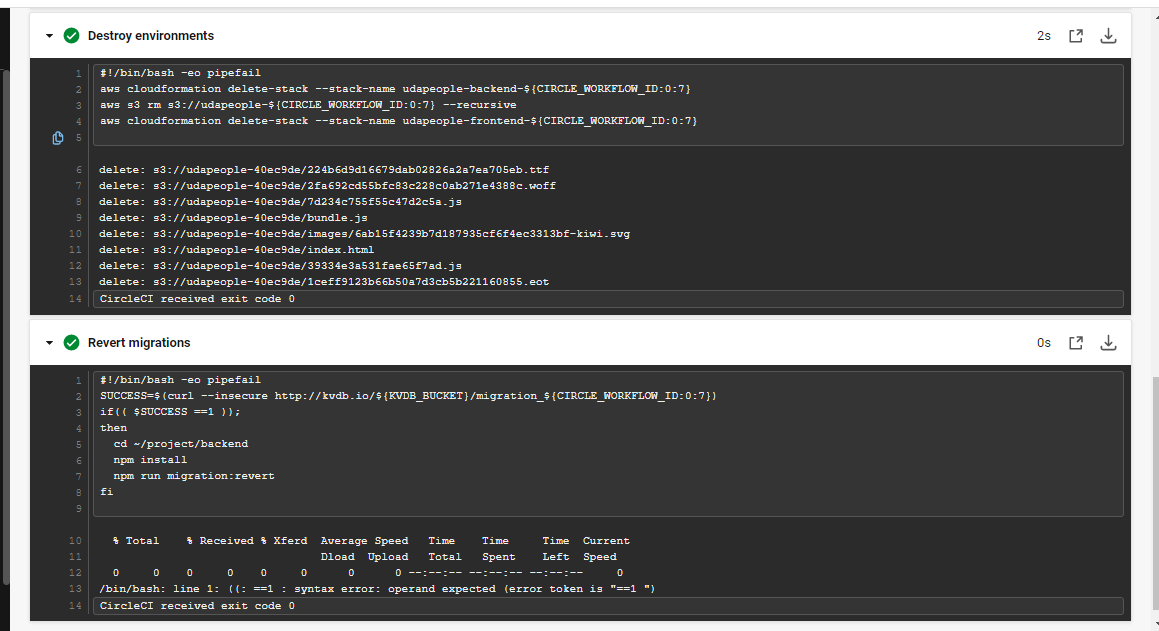 Destroy environments 2s
1 #!/bin/bash -eo pipefail
2 aws cloudformation delete-stack --stack-name udapeople-backend-${CIRCLE_WORKFLOW_ID:0:7}
3 aws s3 rm s3://udapeople-${CIRCLE_WORKFLOW_ID:0:7} --recursive
4 aws cloudformation delete-stack --stack-name udapeople-frontend-${CIRCLE_WORKFLOW_ID:0:7}
5
6 delete: s3://udapeople-40ec9de/224b6d9d16679dab02826a2a7ea705eb.ttf
7 delete: s3://udapeople-40ec9de/2fa692cd55bfc83c228c0ab271e4388c.woff
8 delete: s3://udapeople-40ec9de/7d234c755f55c47d2c5a.js
9 delete: s3://udapeople-40ec9de/bundle.js
10 delete: s3://udapeople-40ec9de/images/6ab15f4239b7d187935cf6f4ec3313bf-kiwi.svg
11 delete: s3://udapeople-40ec9de/index.html
12 delete: s3://udapeople-40ec9de/39334e3a531fae65f7ad.js
13 delete: s3://udapeople-40ec9de/1ceff9123b66b50a7d3cb5b221160855.eot
14 CircleCI received exit code 0
Revert migrations 0s
1 #!/bin/bash -eo pipefail
2 SUCCESS=$(curl --insecure http://kvdb.io/${KVDB_BUCKET}/migration_${CIRCLE_WORKFLOW_ID:0:7})
3 if(( $SUCCESS ==1 ));
4 then
5 cd ~/project/backend
6 npm install
7 npm run migration:revert
8 fi
9
10 % Total % Received % Xferd Average Speed Time Time Time Current
11 Dload Upload Total Spent Left Speed
12 0 0 0 0 0 0 0 0 --:--:-- --:--:-- --:--:-- 0
13 /bin/bash: line 1: ((: ==1 : syntax error: operand expected (error token is "==1 ")
14 CircleCI received exit code 0